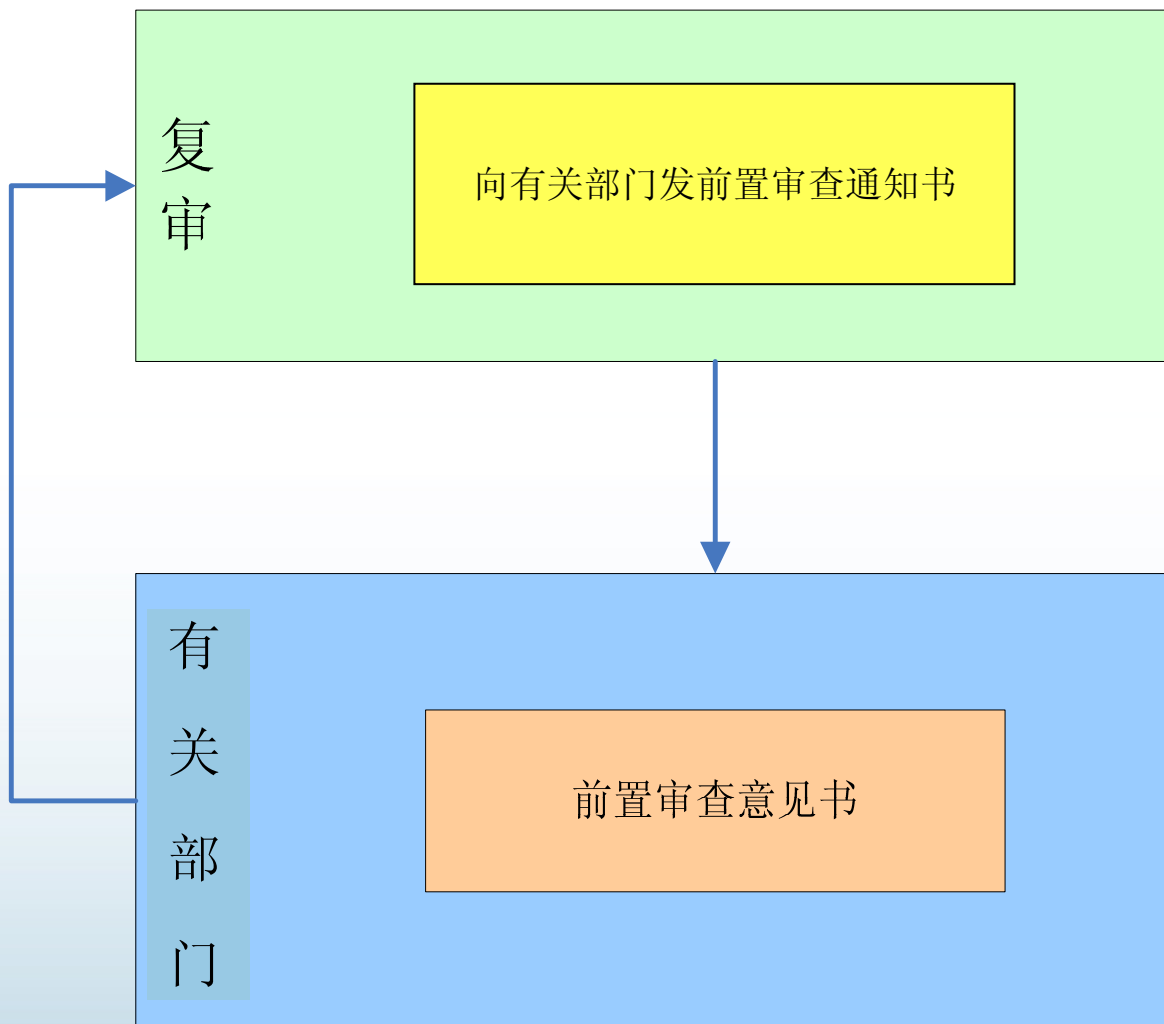 复审
向有关部门发前置审查通知书
有关部门
前置审查意见书